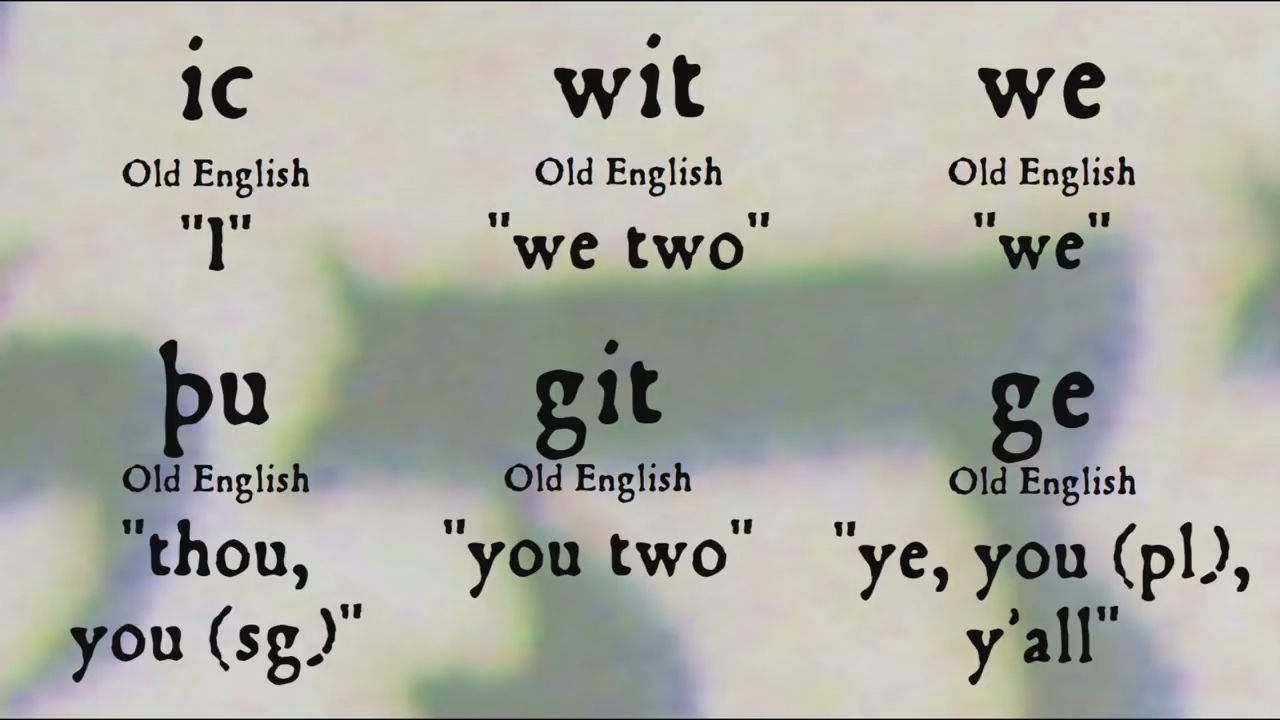 ic
Old English
"I"
wit
Old English
"we two"
we
Old English
"we"
þu
Old English
"thou,
you (sg.)"
git
Old English
"you two"
ge
Old English
"ye, you (pl.),
y'all"